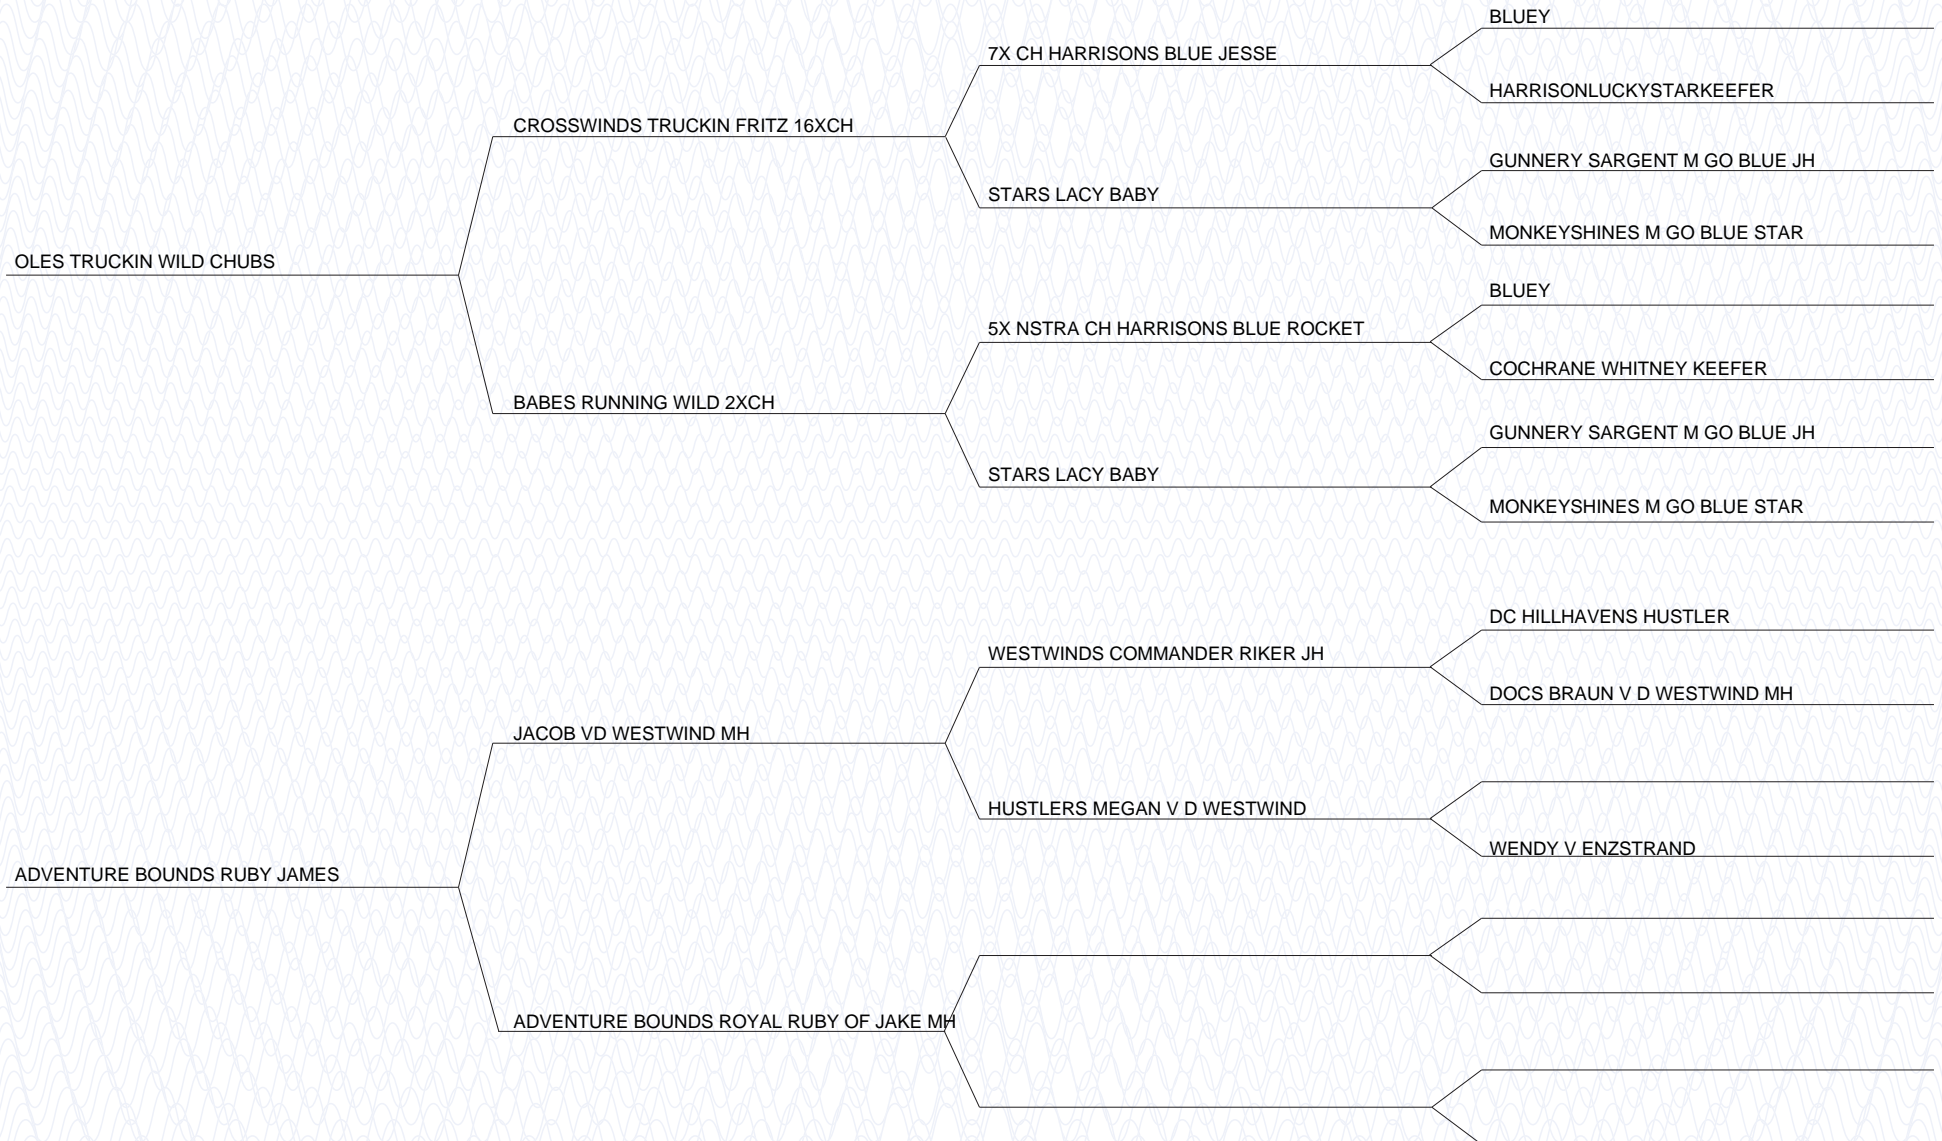 BLUEY
7X CH HARRISONS BLUE JESSE
HARRISONLUCKYSTARKEEFER
CROSSWINDS TRUCKIN FRITZ 16XCH
GUNNERY SARGENT M GO BLUE JH
STARS LACY BABY
MONKEYSHINES M GO BLUE STAR
OLES TRUCKIN WILD CHUBS
BLUEY
5X NSTRA CH HARRISONS BLUE ROCKET
COCHRANE WHITNEY KEEFER
BABES RUNNING WILD 2XCH
GUNNERY SARGENT M GO BLUE JH
STARS LACY BABY
MONKEYSHINES M GO BLUE STAR
DC HILLHAVENS HUSTLER
WESTWINDS COMMANDER RIKER JH
DOCS BRAUN V D WESTWIND MH
JACOB VD WESTWIND MH
HUSTLERS MEGAN V D WESTWIND
WENDY V ENZSTRAND
ADVENTURE BOUNDS RUBY JAMES
ADVENTURE BOUNDS ROYAL RUBY OF JAKE MH